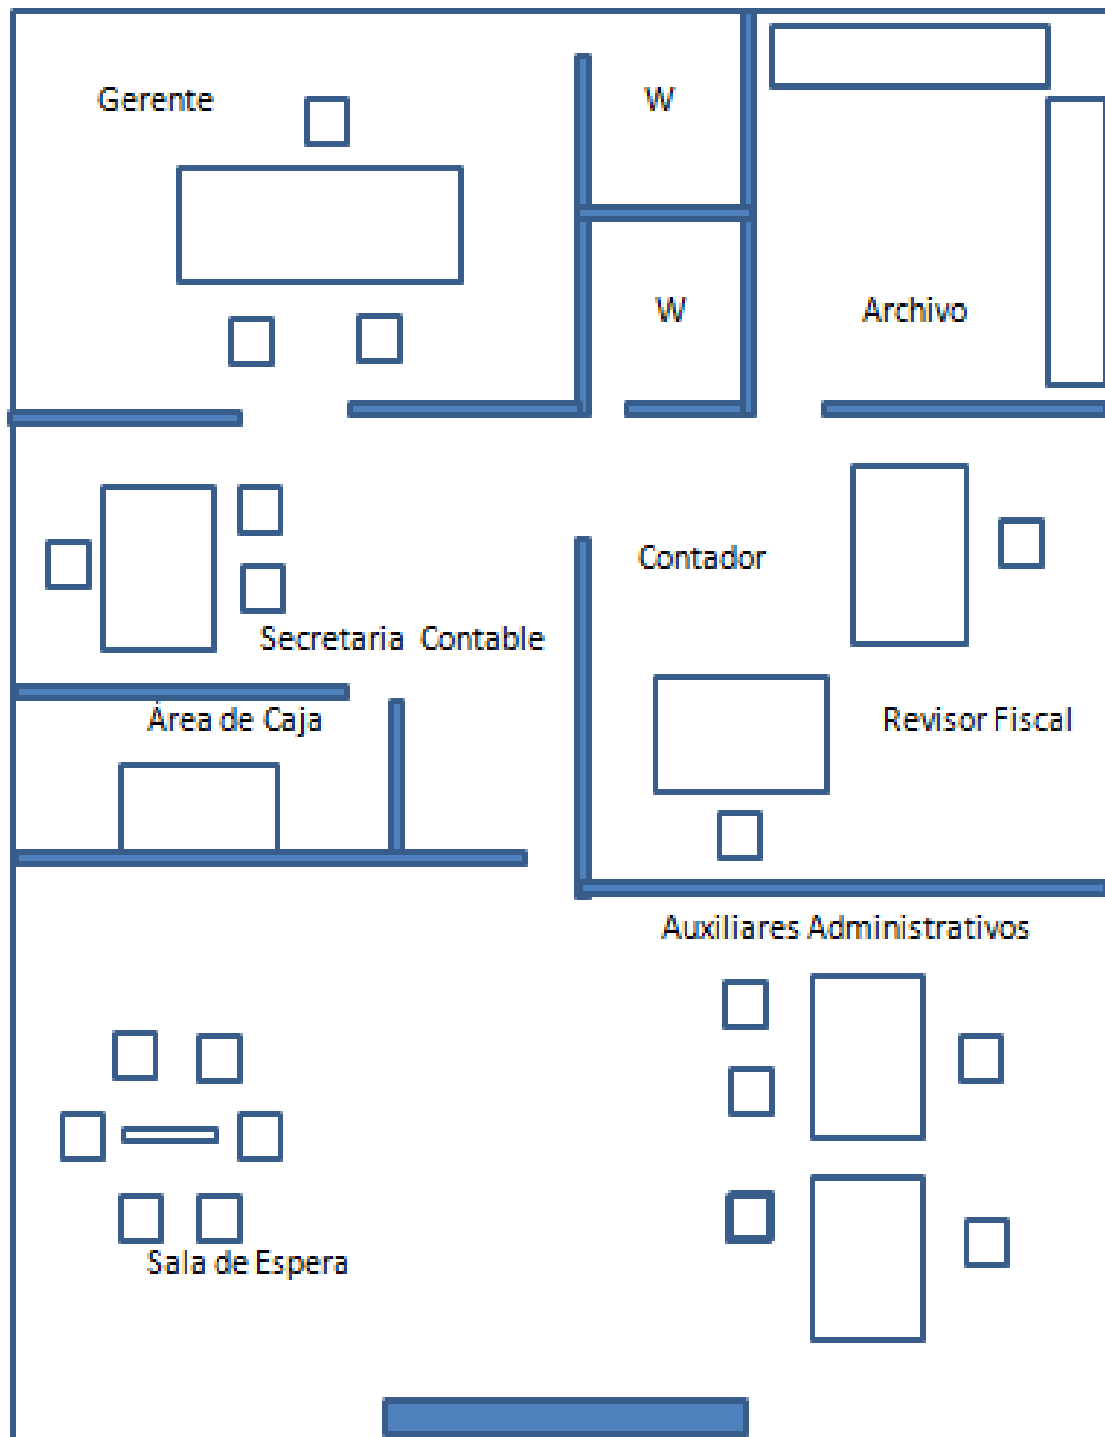 Gerente
W
W
Archivo
Contador
Secretaria Contable
Área de Caja
Revisor Fiscal
Auxiliares Administrativos
Sala de Espera